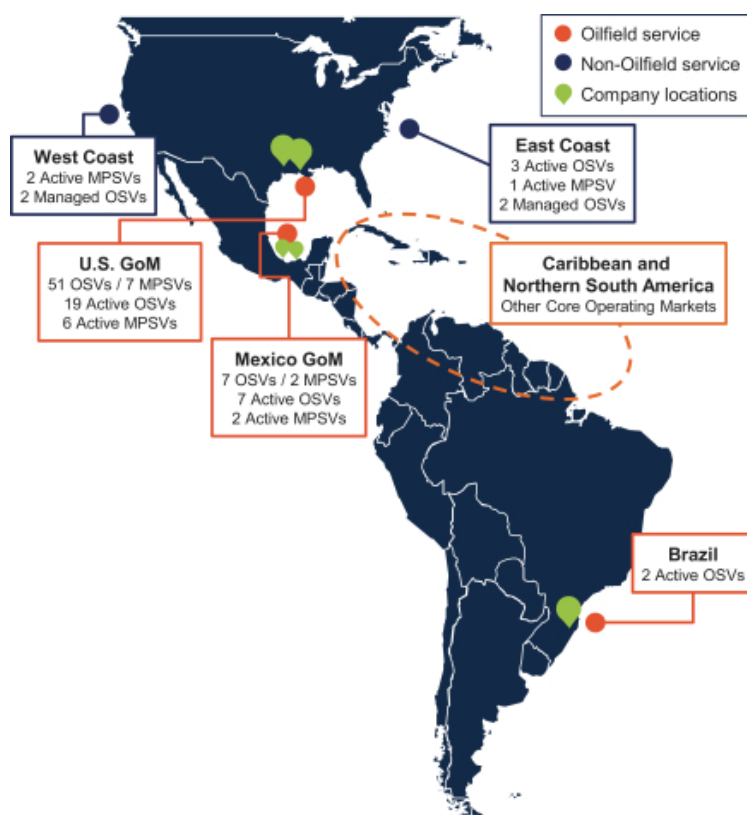 Oilfield service
Non-Oilfield service
Company locations
West Coast
2 Active MPSVs
2 Managed OSVs
East Coast
3 Active OSVs
1 Active MPSV
2 Managed OSVs
U.S. GoM
51 OSVs / 7 MPSVs
19 Active OSVs
6 Active MPSVs
Caribbean and
Northern South America
Other Core Operating Markets
Mexico GoM
7 OSVs / 2 MPSVs
7 Active OSVs
2 Active MPSVs
Brazil
2 Active OSVs